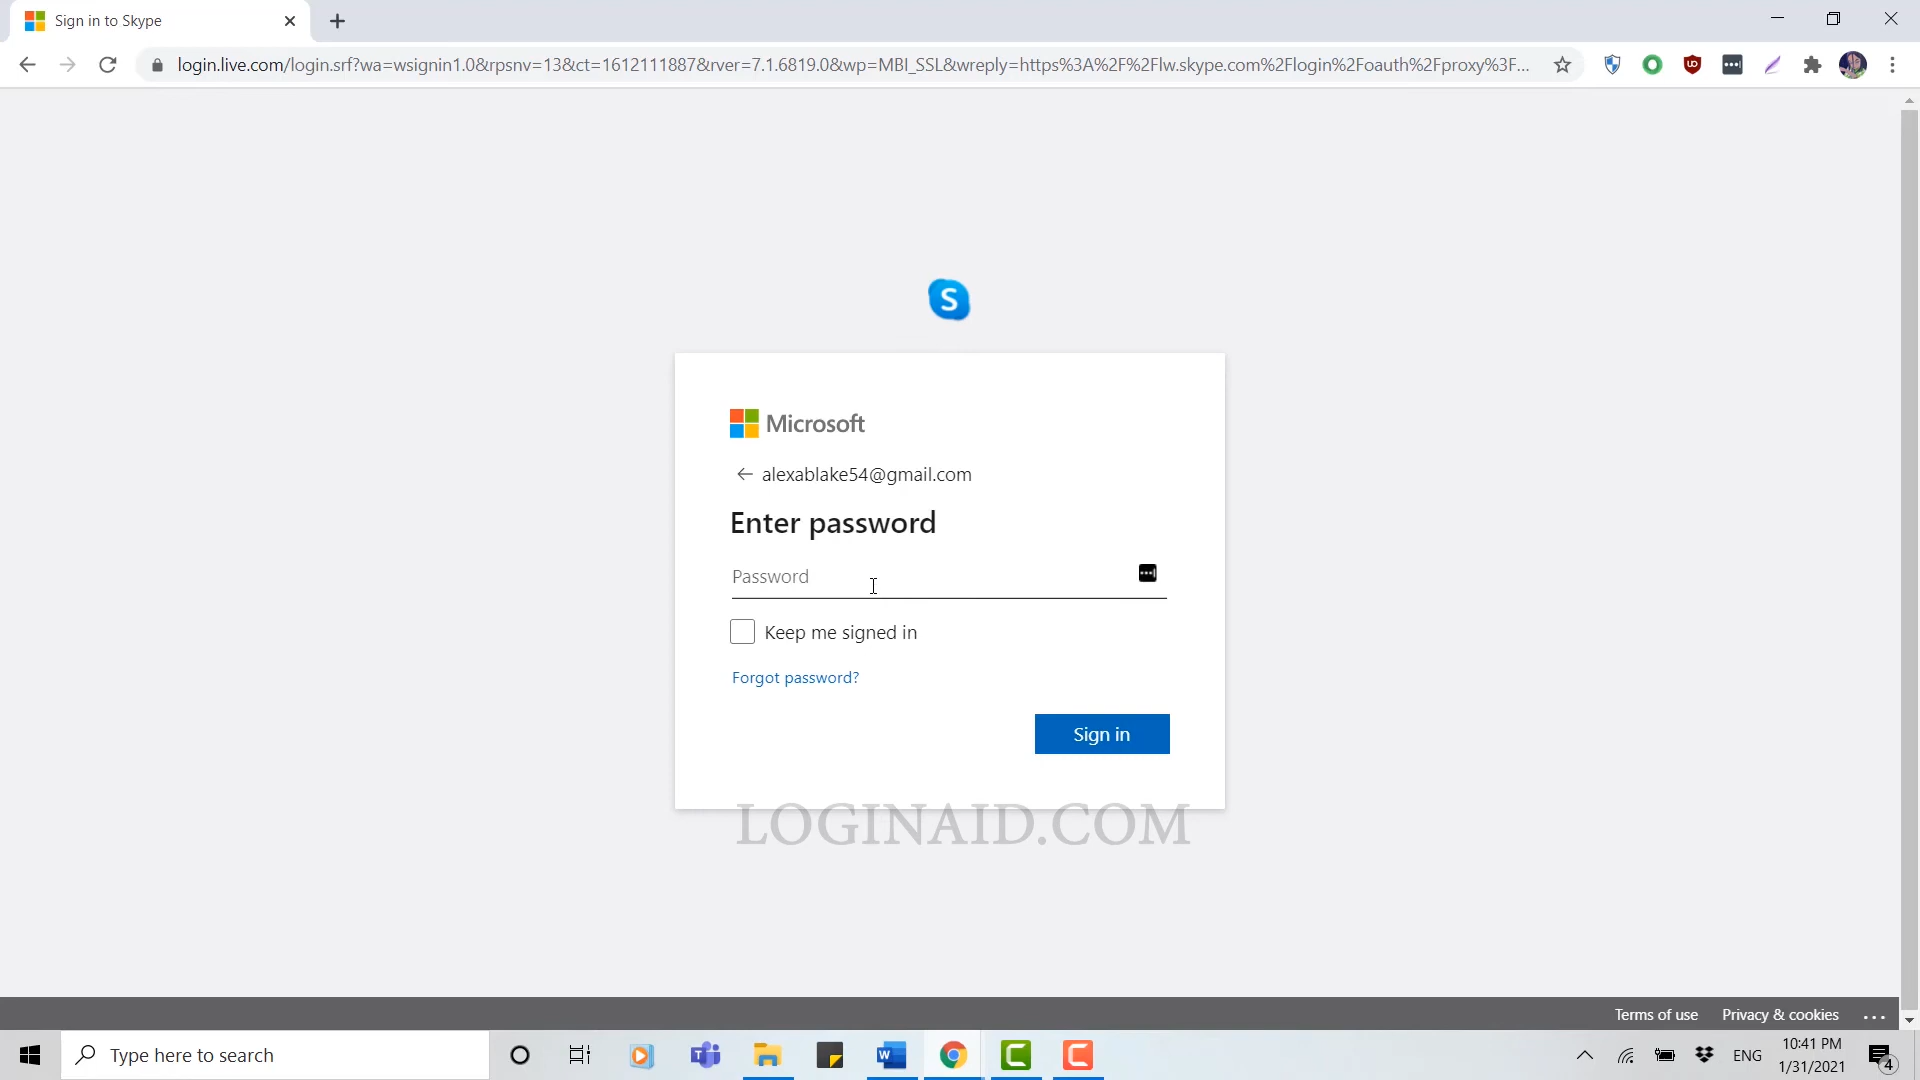 Sign in to Skype
login.live.com/login.srf?wa=wsignin1.0&rpsnv=13&ct=1612111887&rver=7.1.6819.0&wp=MBI_SSL&wreply=https%3A%2F%2Flw.skype.com%2Flogin%2Foauth%2Fproxy%3F...
S
Microsoft
alexablake54@gmail.com
Enter password
Password
Keep me signed in
Forgot password?
Sign in
LOGINAID.COM
Terms of use
Privacy & cookies
...
Type here to search
ENG
10:41 PM
1/31/2021
4